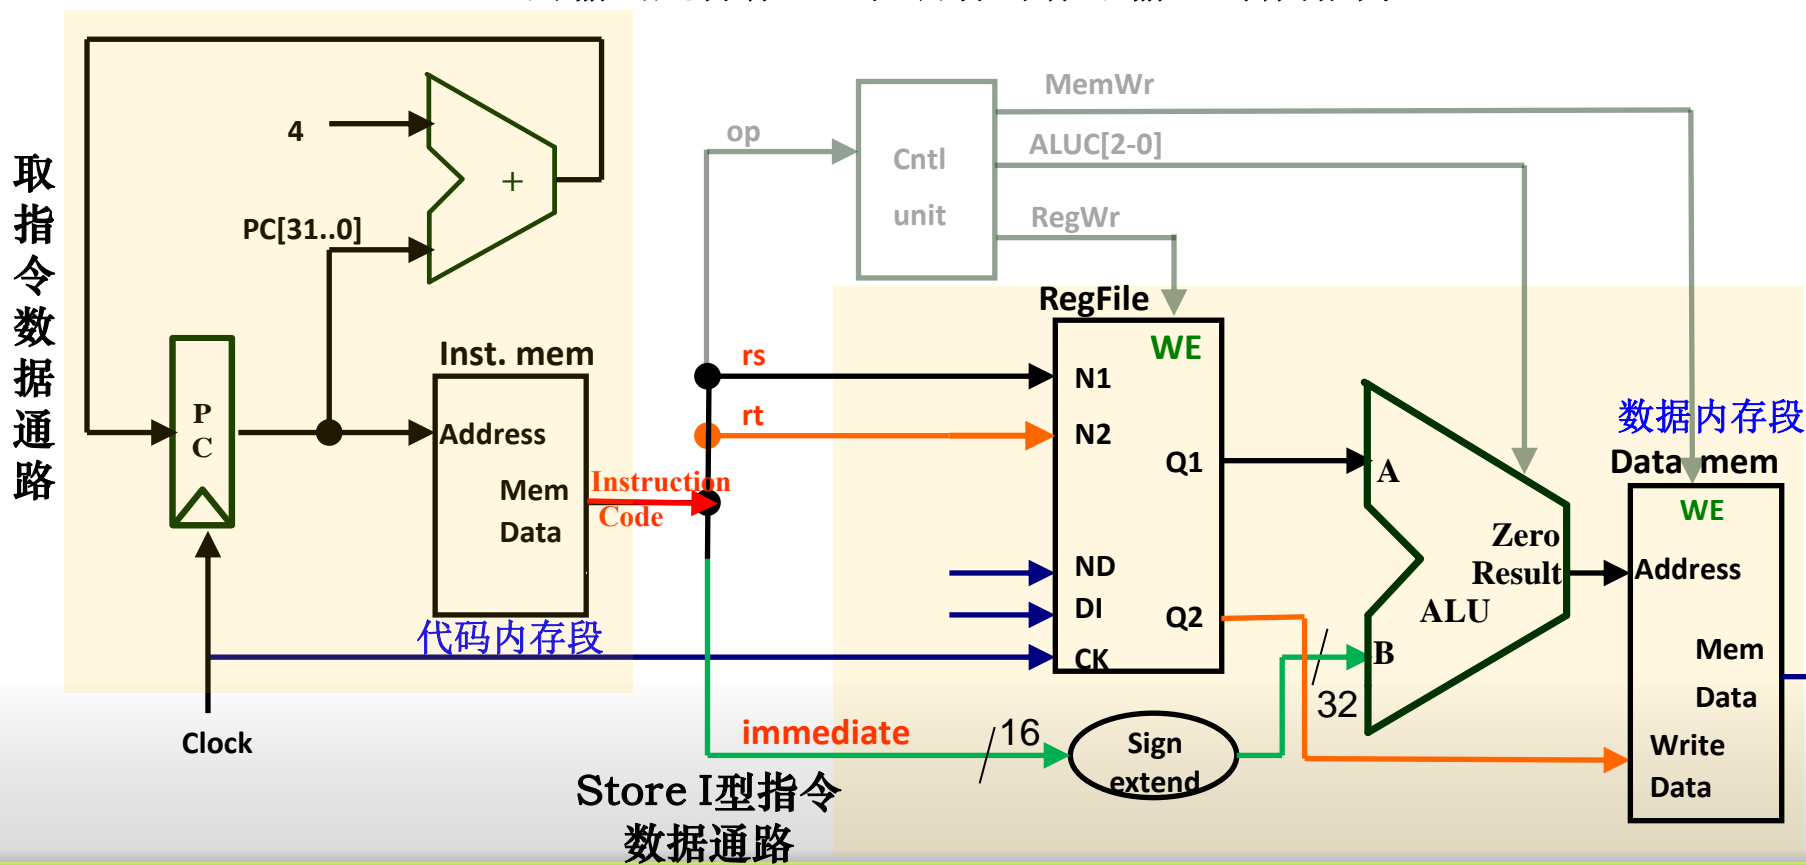 取指令数据通路
4
+
PC[31..0]
P
C
Inst. mem
Address
Mem
Data
Instruction
Code
代码内存段
Clock
op
Cntl
unit
MemWr
ALUC[2-0]
RegWr
RegFile
WE
rs
N1
rt
N2
Q1
ND
DI
Q2
CK
immediate
16
Sign
extend
32
A
B
Zero
Result
ALU
数据内存段
Data mem
WE
Address
Mem
Data
Write
Data
Store I型指令
数据通路